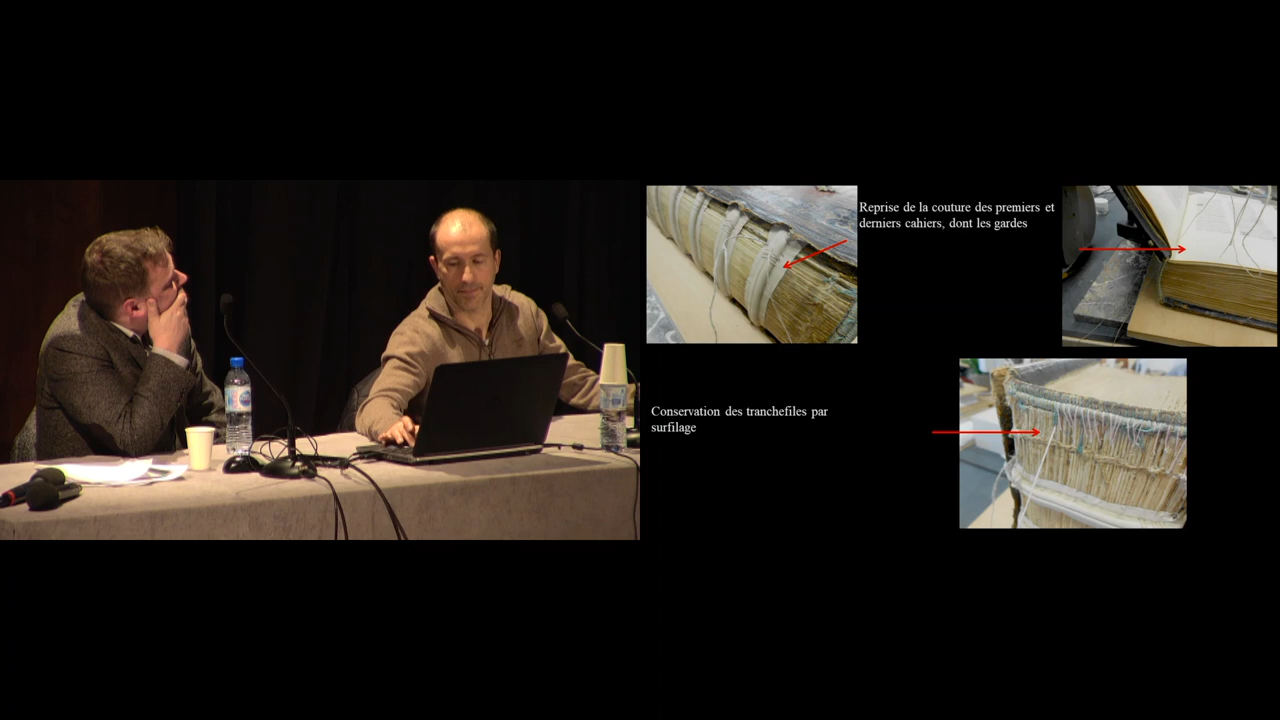 Reprise de la couture des premiers et
derniers cahiers, dont les gardes
Conservation des tranchefiles par
surfilage